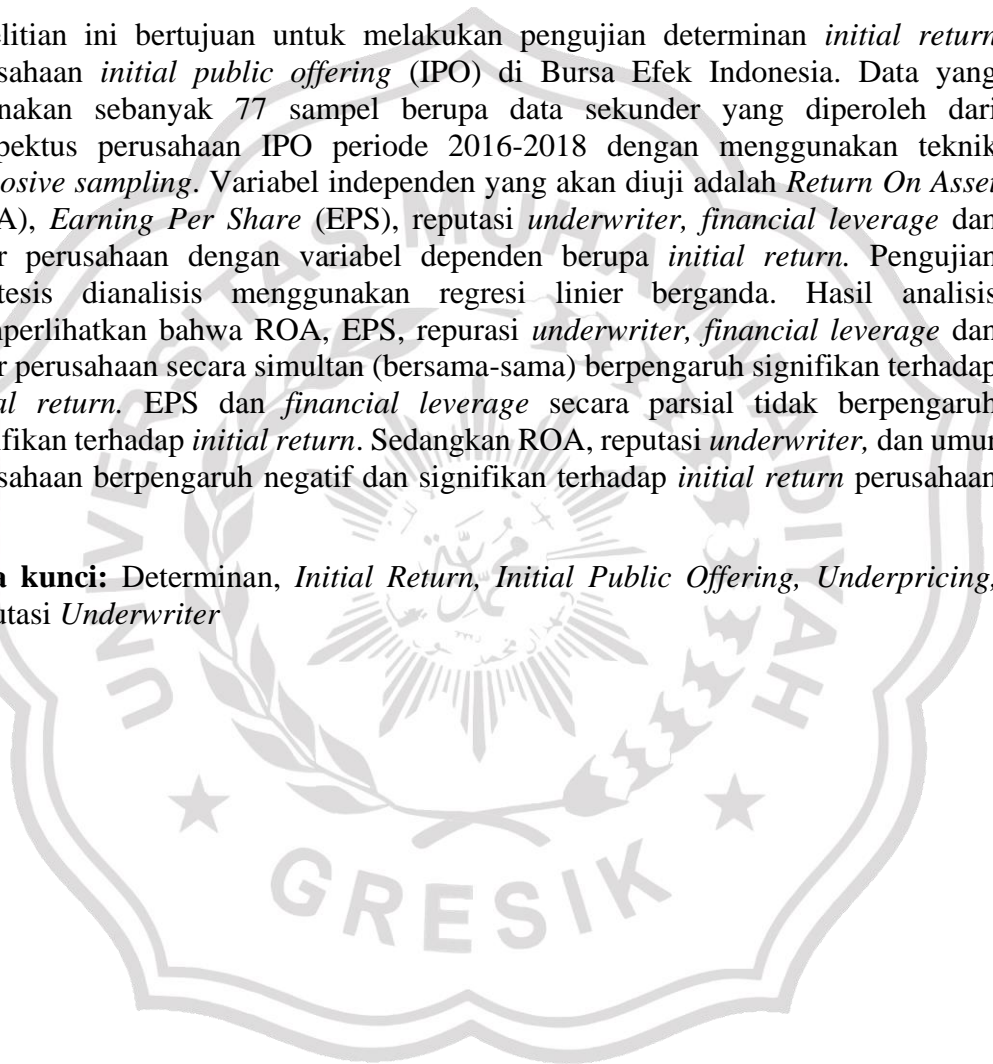 elitian ini bertujuan untuk melakukan pengujian determinan initial return
usahaan initial public offering (IPO) di Bursa Efek Indonesia. Data yang
unakan sebanyak 77 sampel berupa data sekunder yang diperoleh dari
spektus perusahaan IPO periode 2016-2018 dengan menggunakan teknik
posive sampling. Variabel independen yang akan diuji adalah Return On Asset
A), Earning Per Share (EPS), reputasi underwriter, financial leverage dan
r perusahaan dengan variabel dependen berupa initial return. Pengujian
tesis dianalisis menggunakan regresi linier berganda. Hasil analisis
perlihatkan bahwa ROA, EPS, repurasi underwriter, financial leverage dan
r perusahaan secara simultan (bersama-sama) berpengaruh signifikan terhadap
al return. EPS dan financial leverage secara parsial tidak berpengaruh
ifikan terhadap initial return. Sedangkan ROA, reputasi underwriter, dan umur
usahaan berpengaruh negatif dan signifikan terhadap initial return perusahaan
a kunci: Determinan, Initial Return, Initial Public Offering, Underpricing,
utasi Underwriter
UNIVERSITAS MUHAMMADIYAH
GRESIK